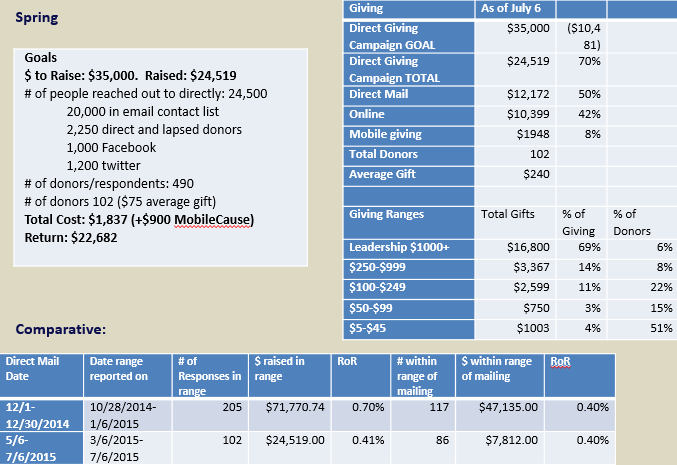 Spring
Goals
$ to Raise: $35,000.  Raised: $24,519
# of people reached out to directly: 24,500
20,000 in email contact list
2,250 direct and lapsed donors
1,000 Facebook
1,200 twitter
# of donors/respondents: 490
# of donors 102 ($75 average gift)
Total Cost: $1,837 (+$900 MobileCause)
Return: $22,682
Giving As of July 6
Direct Giving Campaign GOAL $35,000 ($10,481)
Direct Giving Campaign TOTAL $24,519 70%
Direct Mail $12,172 50%
Online $10,399 42%
Mobile giving $1948 8%
Total Donors 102
Average Gift $240
Giving Ranges Total Gifts % of Giving % of Donors
Leadership $1000+ $16,800 69% 6%
$250-$999 $3,367 14% 8%
$100-$249 $2,599 11% 22%
$50-$99 $750 3% 15%
$5-$45 $1003 4% 51%
Comparative:
Direct Mail Date Date range reported on # of Responses in range $ raised in range RoR # within range of mailing $ within range of mailing RoR
12/1-12/30/2014 10/28/2014-1/6/2015 205 $71,770.74 0.70% 117 $47,135.00 0.40%
5/6-7/6/2015 3/6/2015-7/6/2015 102 $24,519.00 0.41% 86 $7,812.00 0.40%